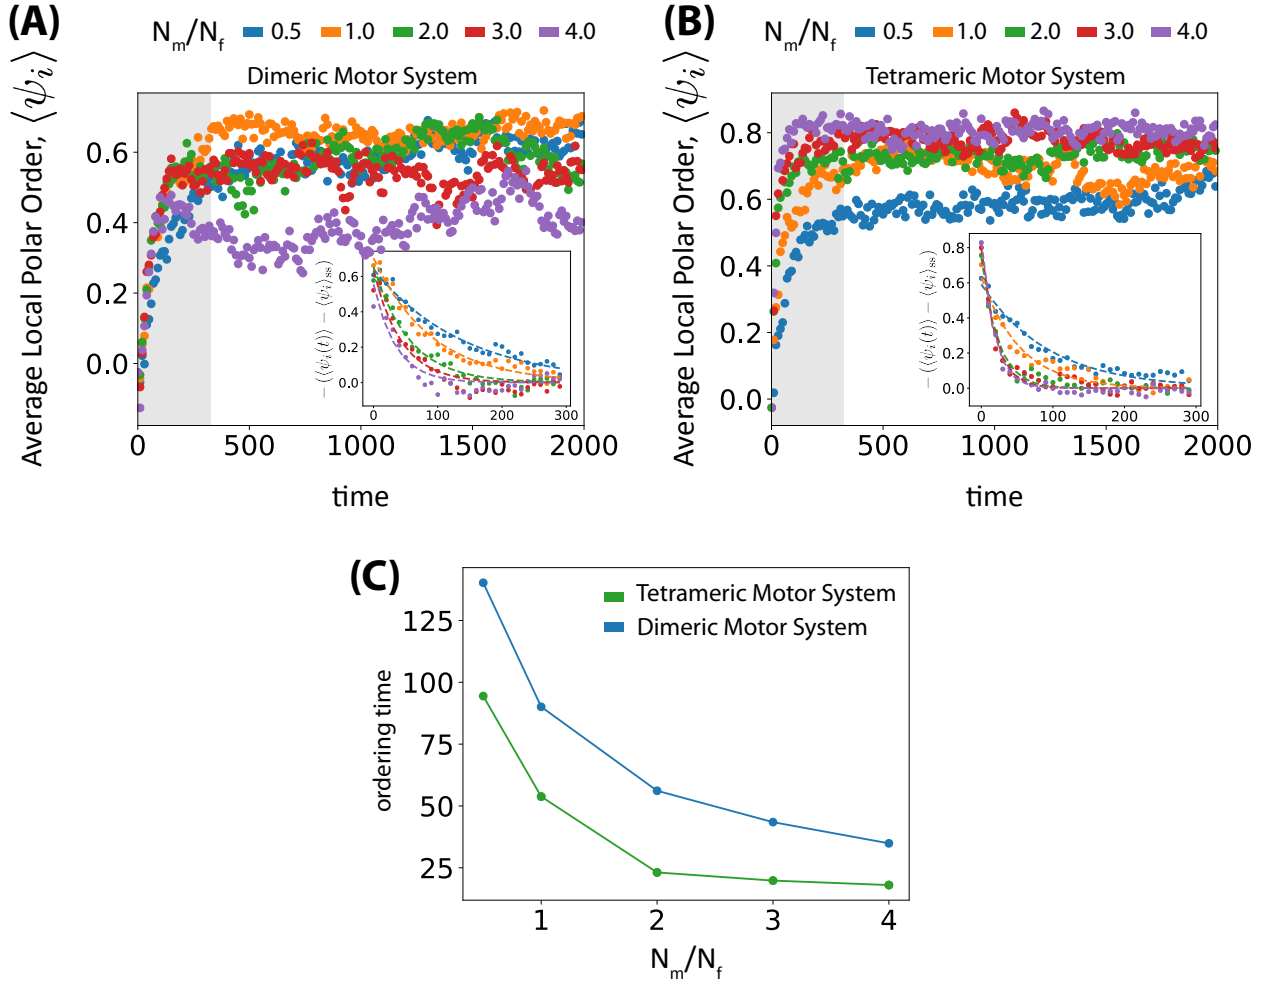 (A)
N_m/N_f 0.5 1.0 2.0 3.0 4.0
Dimeric Motor System
Average Local Polar Order, ⟨ψ_i⟩
0.6
0.4
0.2
0.0
0 500 1000 1500 2000
time
−(⟨ψ_i(t)⟩ − ⟨ψ_i⟩_ss)
0.6
0.4
0.2
0.0
0 100 200 300
(B)
N_m/N_f 0.5 1.0 2.0 3.0 4.0
Tetrameric Motor System
Average Local Polar Order, ⟨ψ_i⟩
0.8
0.6
0.4
0.2
0.0
0 500 1000 1500 2000
time
−(⟨ψ_i(t)⟩ − ⟨ψ_i⟩_ss)
0.8
0.6
0.4
0.2
0.0
0 100 200 300
(C)
Tetrameric Motor System
Dimeric Motor System
ordering time
125
100
75
50
25
1 2 3 4
N_m/N_f